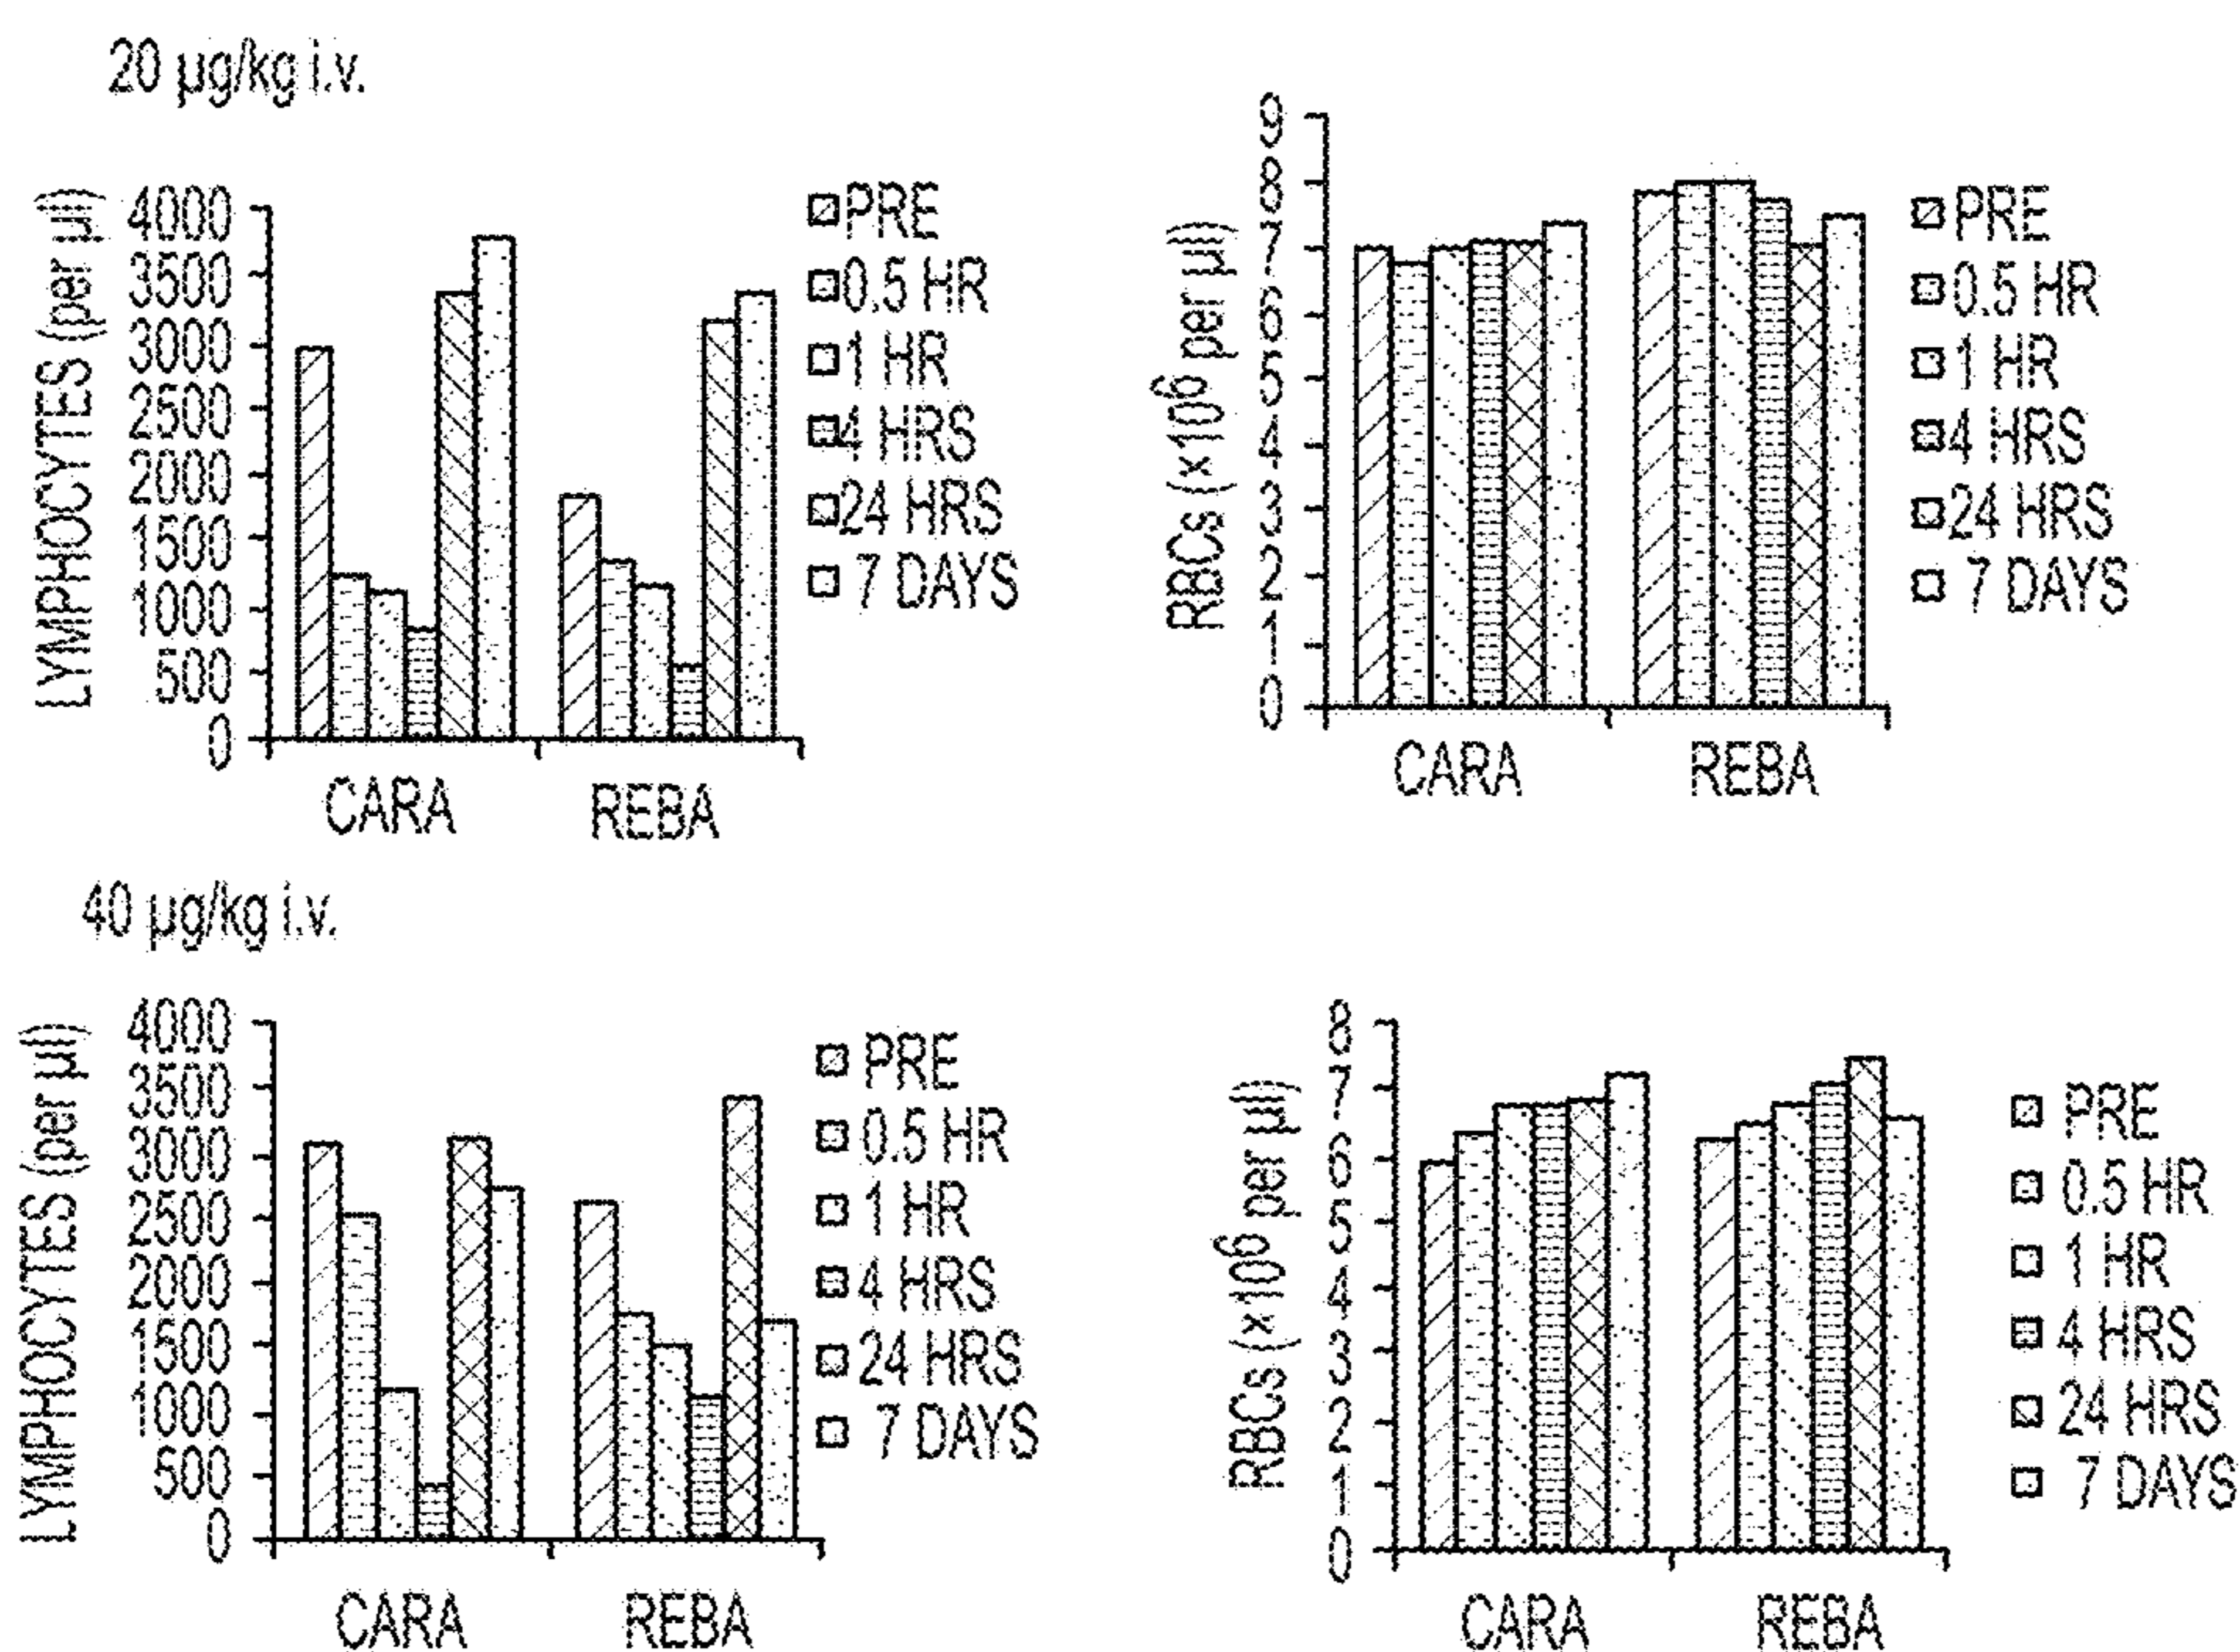 20 µg/kg i.v.
LYMPHOCYTES (per µl)
4000
3500
3000
2500
2000
1500
1000
500
0
CARA
REBA
PRE
0.5 HR
1 HR
4 HRS
24 HRS
7 DAYS
RBCs (×10⁶ per µl)
9
8
7
6
5
4
3
2
1
0
CARA
REBA
PRE
0.5 HR
1 HR
4 HRS
24 HRS
7 DAYS
40 µg/kg i.v.
LYMPHOCYTES (per µl)
4000
3500
3000
2500
2000
1500
1000
500
0
CARA
REBA
PRE
0.5 HR
1 HR
4 HRS
24 HRS
7 DAYS
RBCs (×10⁶ per µl)
8
7
6
5
4
3
2
1
0
CARA
REBA
PRE
0.5 HR
1 HR
4 HRS
24 HRS
7 DAYS